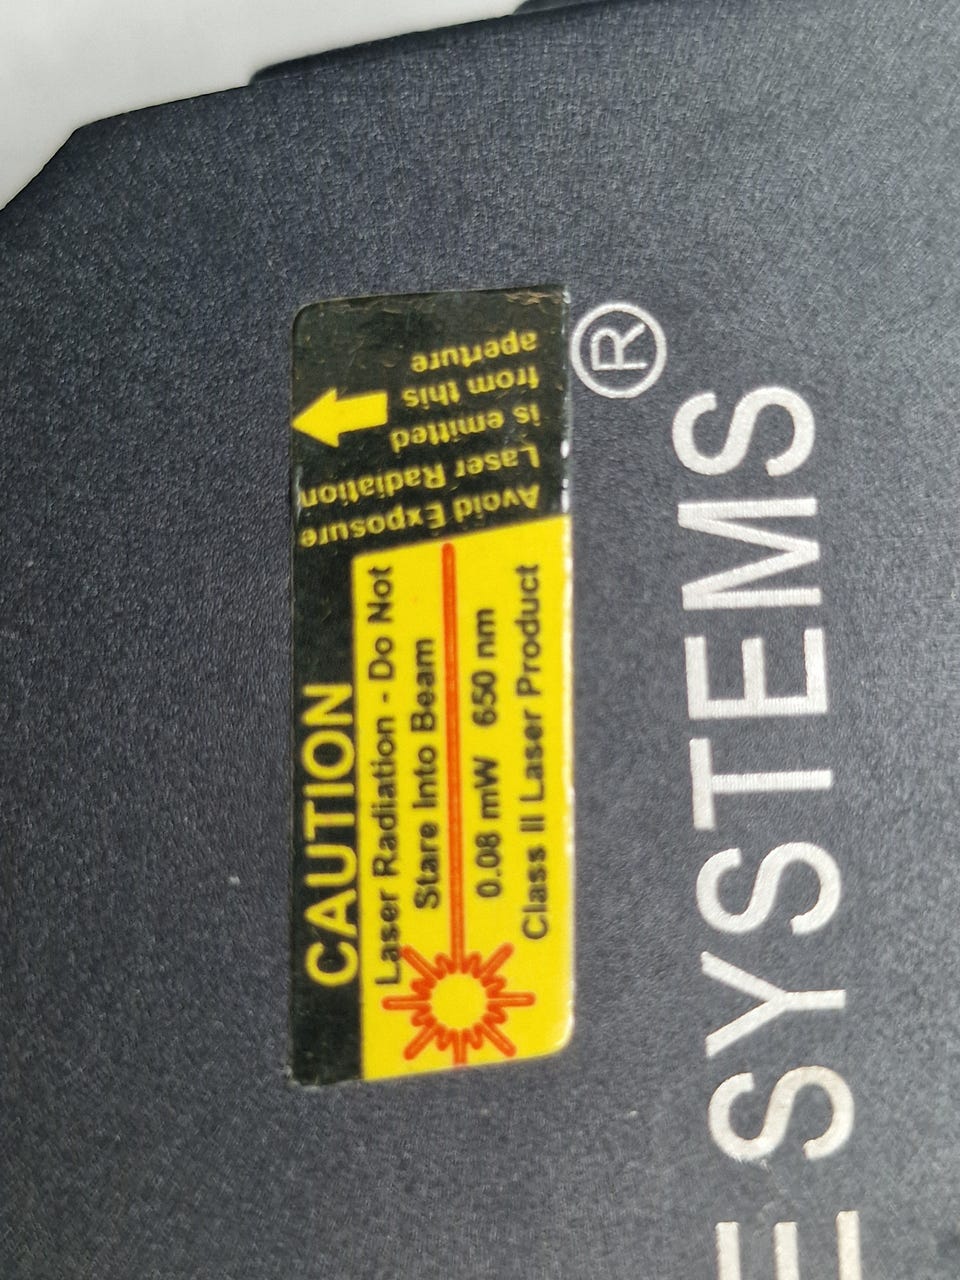 CAUTION
Laser Radiation - Do Not
Stare Into Beam
0.08 mW 650 nm
Class II Laser Product
Avoid Exposure
Laser Radiation
is emitted
from this
aperture
E SYSTEMS®